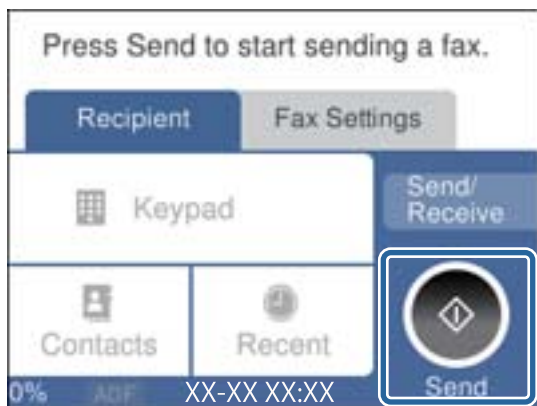 Press Send to start sending a fax.
Recipient
Fax Settings
Keypad
Send/
Receive
Contacts
Recent
Send
0% ADF XX-XX XX:XX